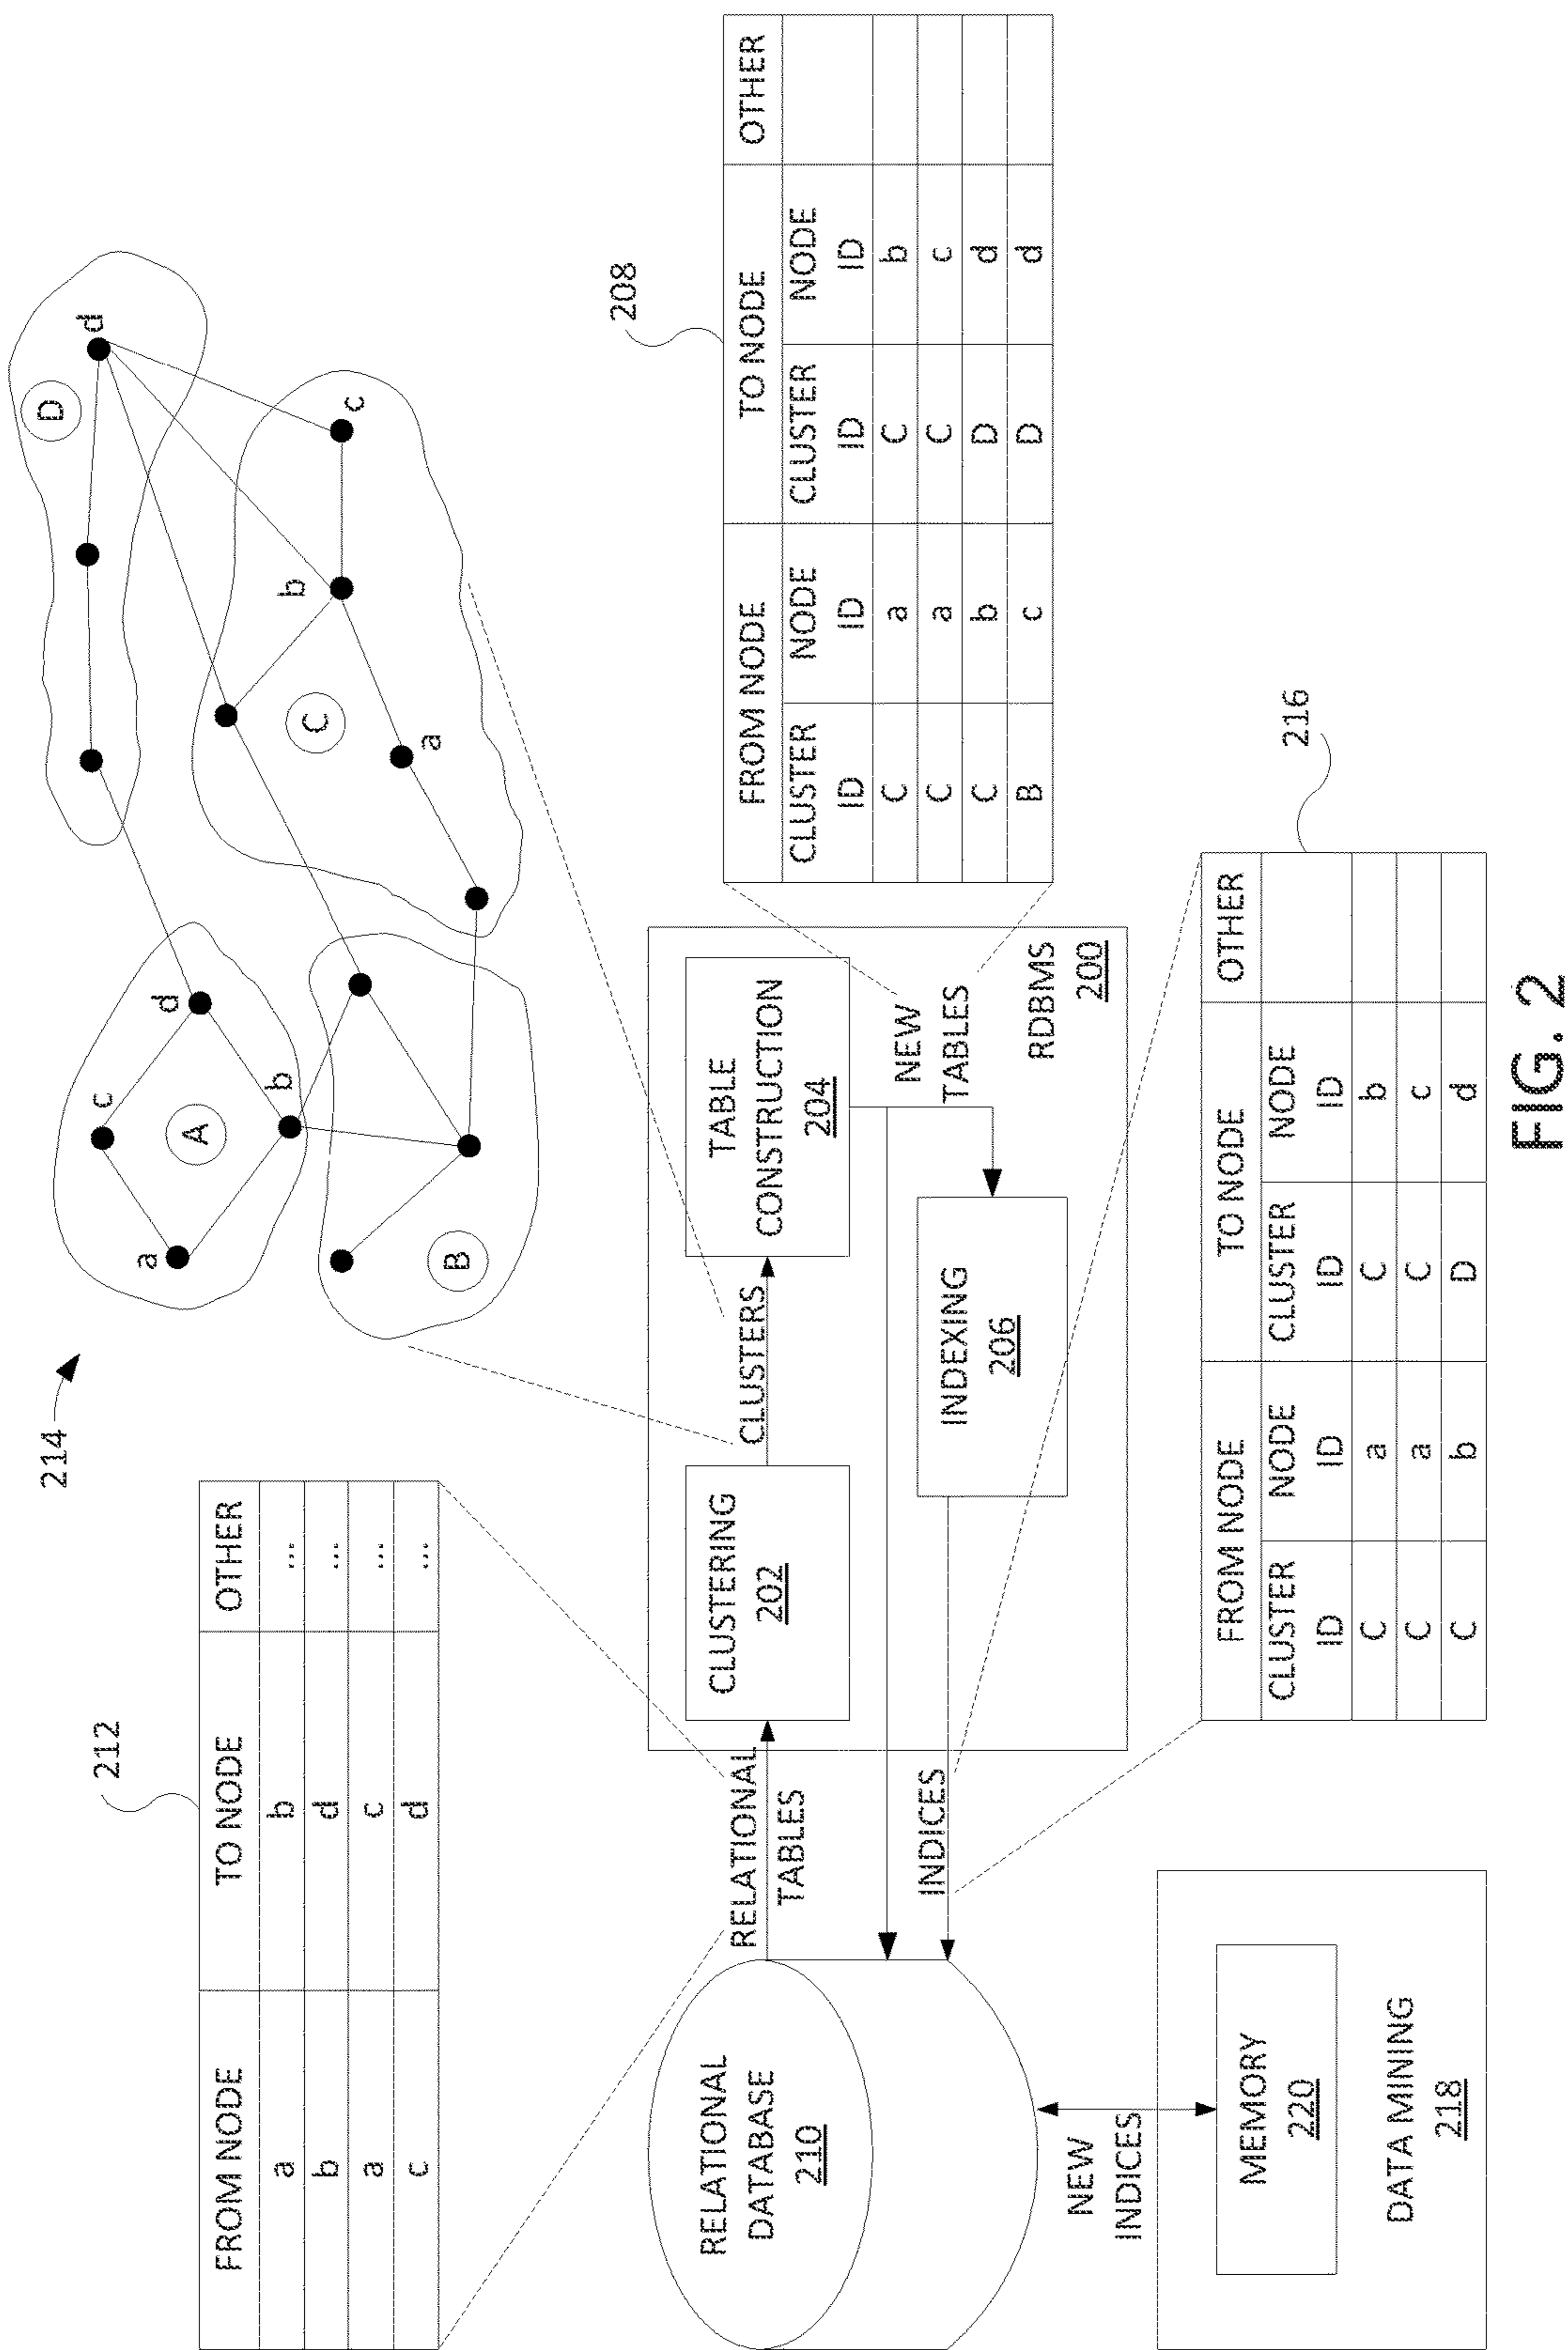 214
212
FROM NODE TO NODE OTHER
a b ...
b d ...
a c ...
c d ...
a
c
d
b
A
B
C
D
a
b
c
d
208
FROM NODE TO NODE OTHER
CLUSTER ID NODE ID CLUSTER ID NODE ID
C a C b
C a C c
C b D d
B c D d
RELATIONAL
DATABASE
210
RELATIONAL
TABLES
CLUSTERING
202
CLUSTERS
TABLE
CONSTRUCTION
204
NEW
TABLES
INDEXING
206
INDICES
RDBMS
200
NEW
INDICES
MEMORY
220
DATA MINING
218
216
FROM NODE TO NODE OTHER
CLUSTER ID NODE ID CLUSTER ID NODE ID
C a C b
C a C c
C b D d
FIG. 2